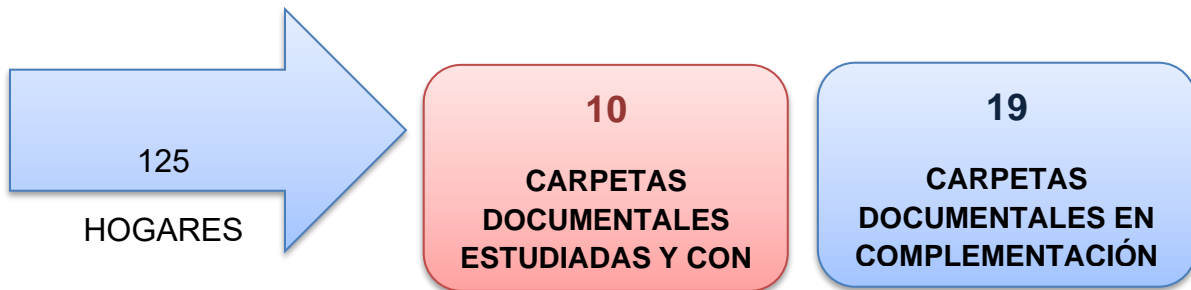 125
HOGARES
10
CARPETAS
DOCUMENTALES
ESTUDIADAS Y CON
19
CARPETAS
DOCUMENTALES EN
COMPLEMENTACIÓN